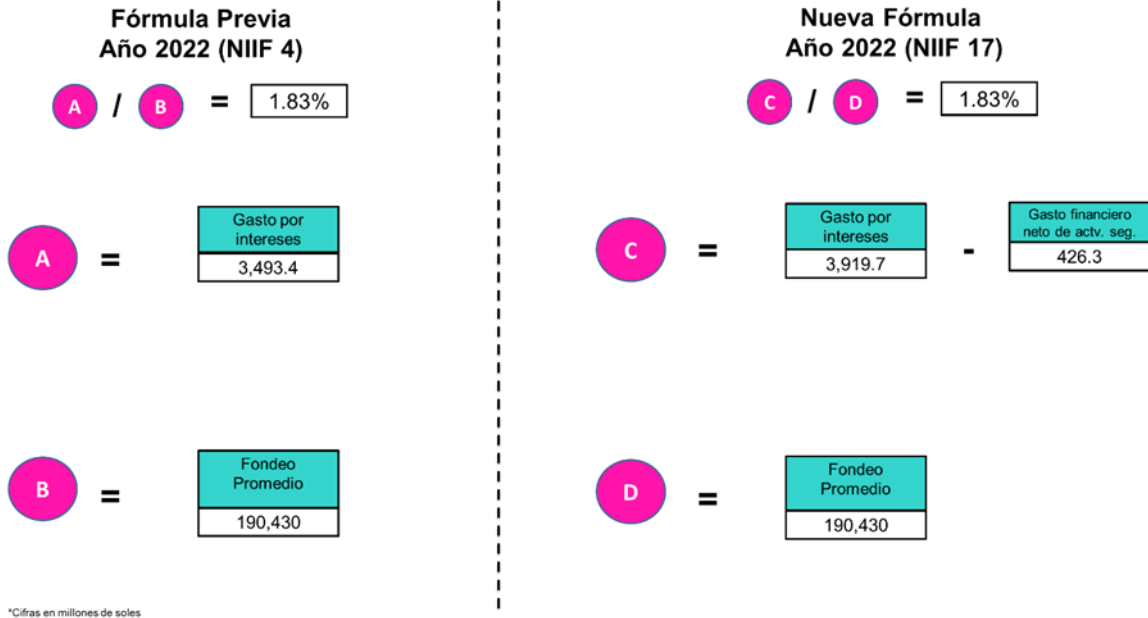 Fórmula Previa
Año 2022 (NIIF 4)
A / B = 1.83%
A =
Gasto por
intereses
3,493.4
B =
Fondeo
Promedio
190,430
*Cifras en millones de soles
Nueva Fórmula
Año 2022 (NIIF 17)
C / D = 1.83%
C =
Gasto por
intereses
3,919.7
-
Gasto financiero
neto de actv. seg.
426.3
D =
Fondeo
Promedio
190,430